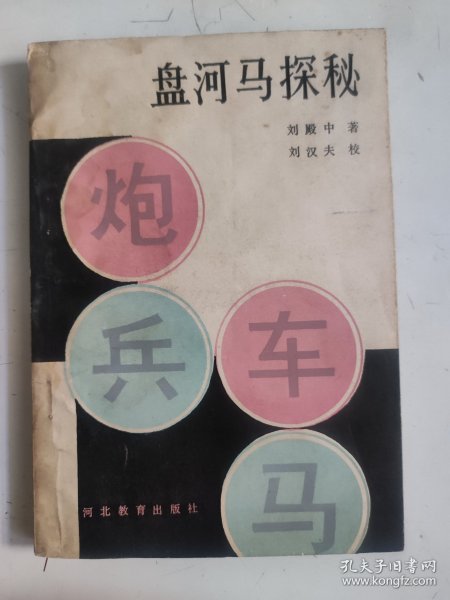 盘河马探秘
刘殿中 著
刘汉夫 校
炮
兵
车
马
河北教育出版社
孔夫子旧书网
www.kongfz.com